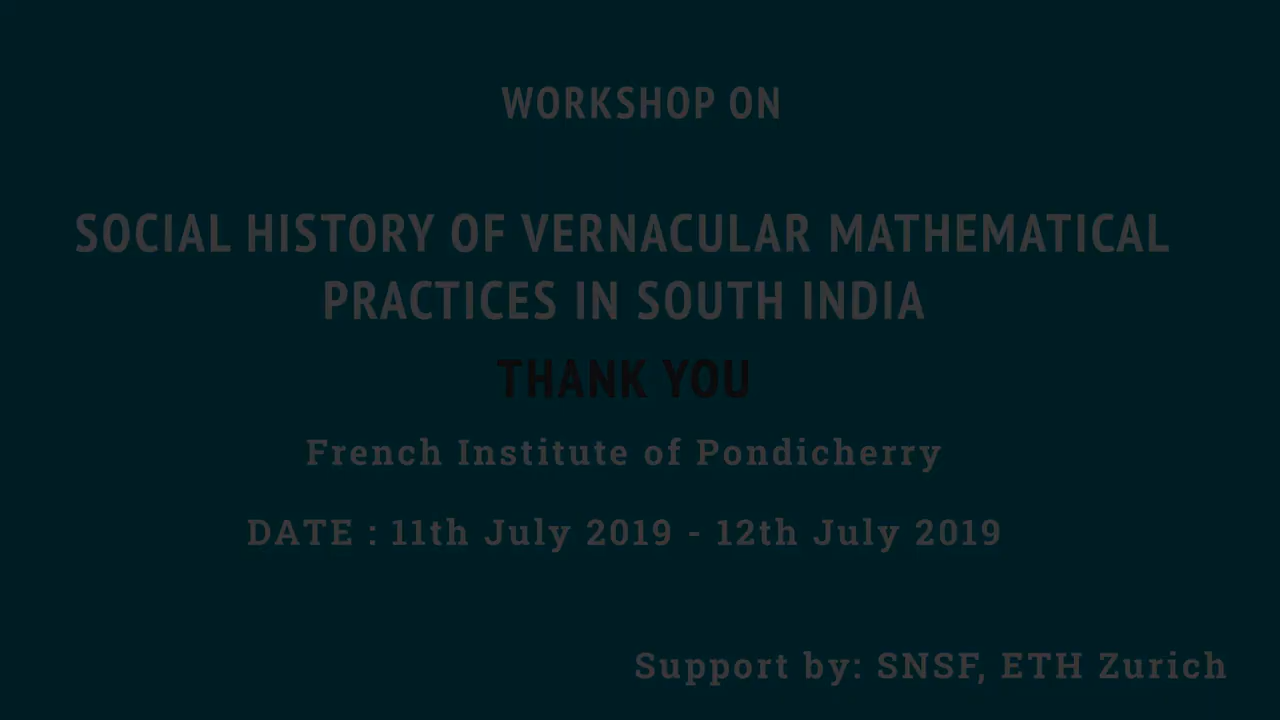 WORKSHOP ON
SOCIAL HISTORY OF VERNACULAR MATHEMATICAL
PRACTICES IN SOUTH INDIA
THANK YOU
French Institute of Pondicherry
DATE : 11th July 2019 - 12th July 2019
Support by: SNSF, ETH Zurich